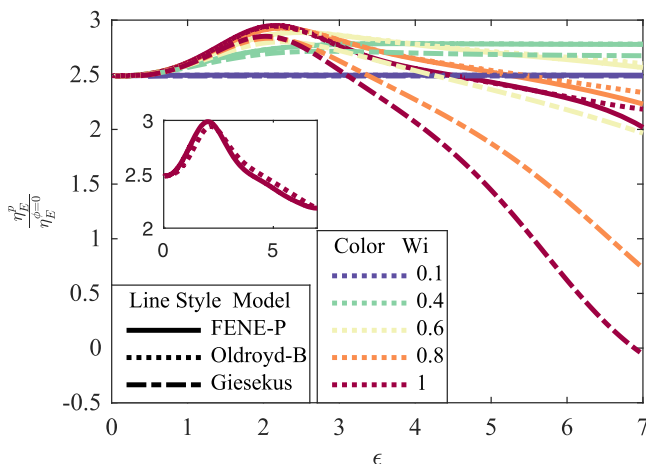 3
2.5
2
1.5
1
0.5
0
-0.5
0 1 2 3 4 5 6 7
ϵ
η_E^p / η_E^{ϕ=0}
3
2.5
2
0 5
Line Style Model
FENE-P
Oldroyd-B
Giesekus
Color Wi
0.1
0.4
0.6
0.8
1